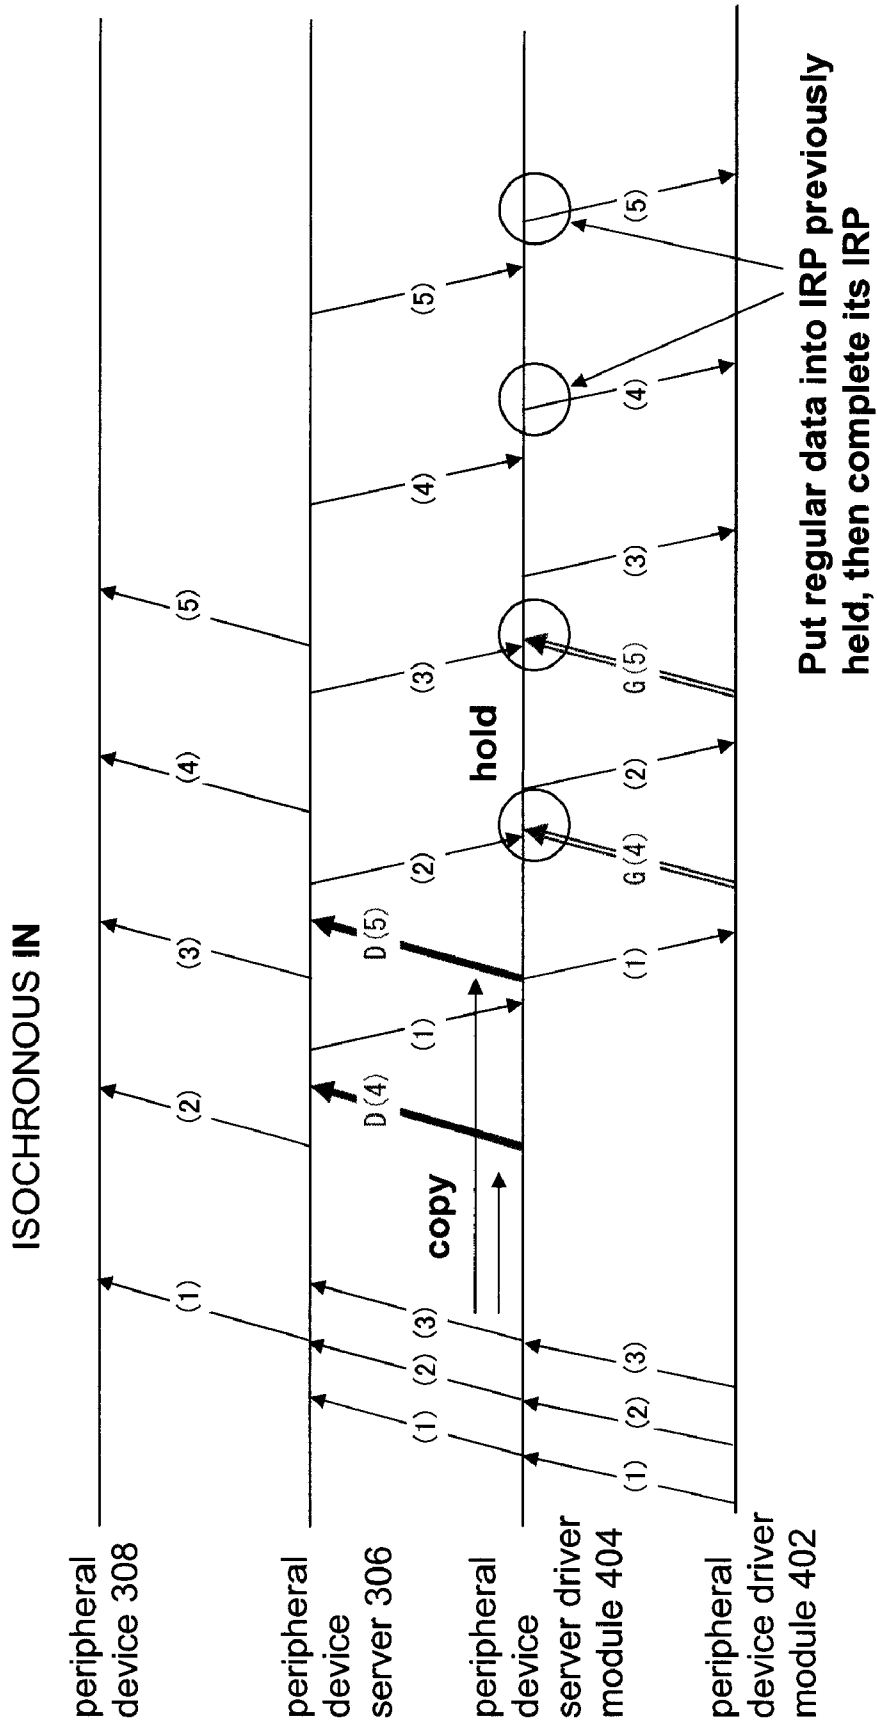 ISOCHRONOUS IN
peripheral
device 308
(1)
(2)
(3)
(4)
(5)
peripheral
device
server 306
(1)
(2)
(3)
copy
D(4)
(1)
D(5)
(2)
hold
(3)
(4)
(5)
peripheral
device
server driver
module 404
(1)
(2)
(3)
(1)
G(4)
(2)
G(5)
(3)
(4)
(5)
peripheral
device driver
module 402
Put regular data into IRP previously
held, then complete its IRP